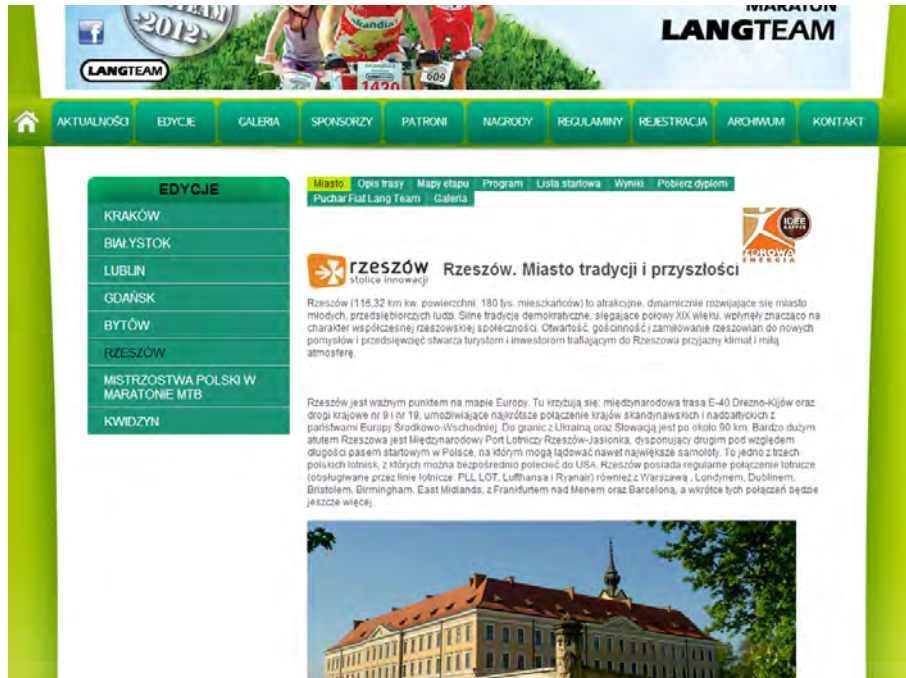 TEAM
2012
LANGTEAM
skandia
1420
609
MARATON
LANGTEAM
AKTUALNOŚCI EDYCJE GALERIA SPONSORZY PATRONI NAGRODY REGULAMINY REJESTRACJA ARCHIWUM KONTAKT
EDYCJE
KRAKÓW
BIAŁYSTOK
LUBLIN
GDAŃSK
BYTÓW
RZESZÓW
MISTRZOSTWA POLSKI W
MARATONIE MTB
KWIDZYN
Miasto Opis trasy Mapy etapu Program Lista startowa Wyniki Pobierz dyplom
Puchar Fiat Lang Team Galeria
IDEE
KAFFEE
ZDROWA
ENERGIA
rzeszów
stolica innowacji
Rzeszów. Miasto tradycji i przyszłości
Rzeszów (116,32 km kw. powierzchni, 180 tys. mieszkańców) to atrakcyjne, dynamicznie rozwijające się miasto
młodych, przedsiębiorczych ludzi. Silne tradycje demokratyczne, sięgające połowy XIX wieku, wpłynęły znacząco na
charakter współczesnej rzeszowskiej społeczności. Otwartość, gościnność i zamiłowanie rzeszowian do nowych
pomysłów i przedsięwzięć stwarza turystom i inwestorom trafiającym do Rzeszowa przyjazny klimat i miłą
atmosferę.
Rzeszów jest ważnym punktem na mapie Europy. Tu krzyżują się: międzynarodowa trasa E-40 Drezno-Kijów oraz
drogi krajowe nr 9 i nr 19, umożliwiające najkrótsze połączenie krajów skandynawskich i nadbałtyckich z
państwami Europy Środkowo-Wschodniej. Do granic z Ukrainą oraz Słowacją jest po około 90 km. Bardzo dużym
atutem Rzeszowa jest Międzynarodowy Port Lotniczy Rzeszów-Jasionka, dysponujący drugim pod względem
długości pasem startowym w Polsce, na którym mogą lądować nawet największe samoloty. To jedno z trzech
polskich lotnisk, z których można bezpośrednio polecieć do USA. Rzeszów posiada regularne połączenie lotnicze
(obsługiwane przez linie lotnicze: PLL LOT, Lufthansa i Ryanair) również z Warszawą , Londynem, Dublinem,
Bristolem, Birmingham, East Midlands, z Frankfurtem nad Menem oraz Barceloną, a wkrótce tych połączeń będzie
jeszcze więcej.